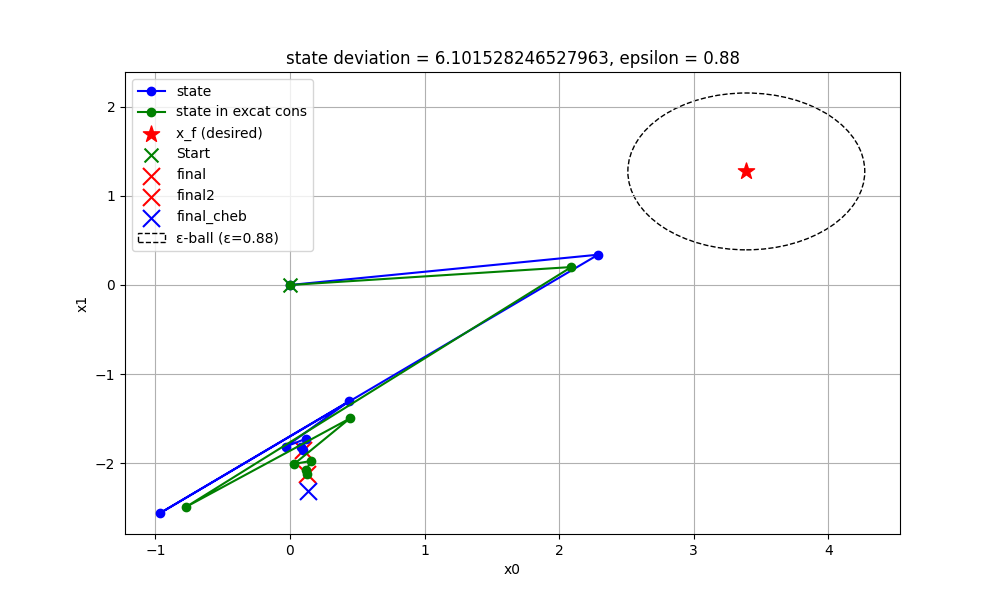 state deviation = 6.101528246527963, epsilon = 0.88
state
state in excat cons
x_f (desired)
Start
final
final2
final_cheb
ε-ball (ε=0.88)
2
1
0
−1
−2
x1
−1
0
1
2
3
4
x0